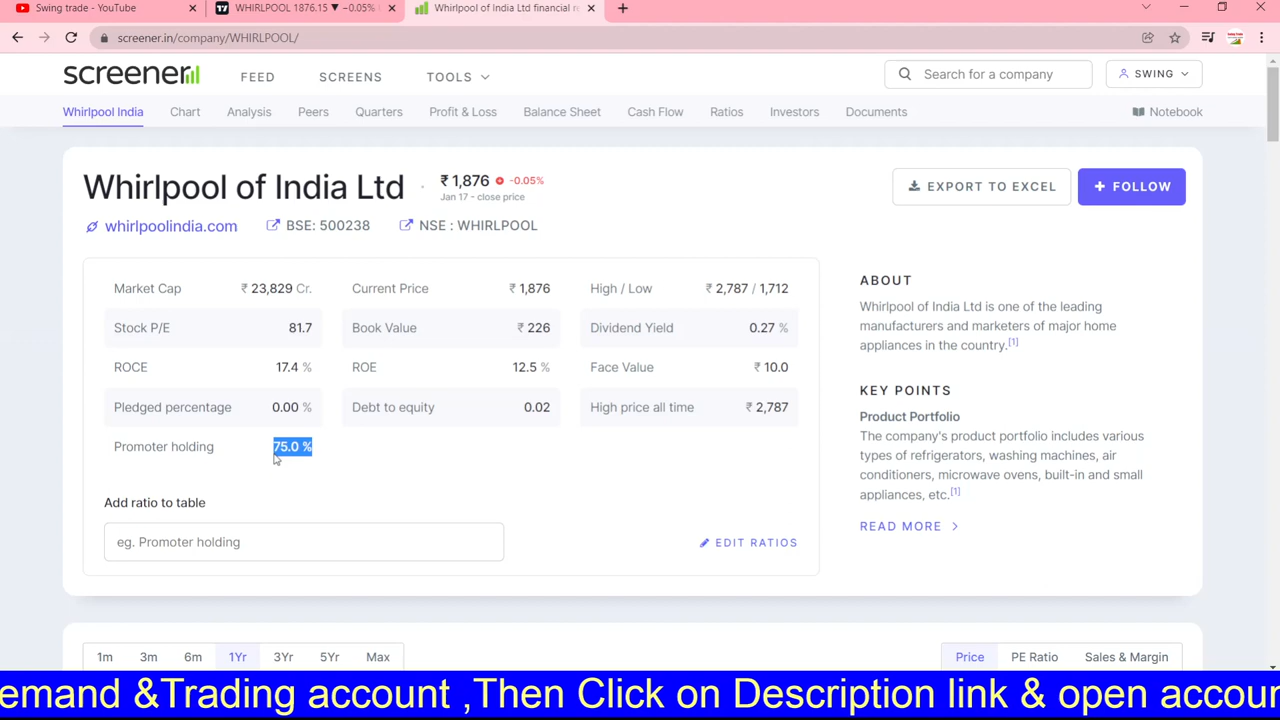 Swing trade - YouTube
WHIRLPOOL 1876.15 ▼ −0.05%
Whirlpool of India Ltd financial r
screener.in/company/WHIRLPOOL/
screener
FEED
SCREENS
TOOLS
Search for a company
SWING
Whirlpool India
Chart
Analysis
Peers
Quarters
Profit & Loss
Balance Sheet
Cash Flow
Ratios
Investors
Documents
Notebook
Whirlpool of India Ltd
₹ 1,876 -0.05%
Jan 17 - close price
EXPORT TO EXCEL
+ FOLLOW
whirlpoolindia.com
BSE: 500238
NSE : WHIRLPOOL
Market Cap ₹ 23,829 Cr.
Current Price ₹ 1,876
High / Low ₹ 2,787 / 1,712
Stock P/E 81.7
Book Value ₹ 226
Dividend Yield 0.27 %
ROCE 17.4 %
ROE 12.5 %
Face Value ₹ 10.0
Pledged percentage 0.00 %
Debt to equity 0.02
High price all time ₹ 2,787
Promoter holding 75.0 %
Add ratio to table
eg. Promoter holding
EDIT RATIOS
ABOUT
Whirlpool of India Ltd is one of the leading
manufacturers and marketers of major home
appliances in the country.[1]
KEY POINTS
Product Portfolio
The company's product portfolio includes various
types of refrigerators, washing machines, air
conditioners, microwave ovens, built-in and small
appliances, etc.[1]
READ MORE
1m
3m
6m
1Yr
3Yr
5Yr
Max
Price
PE Ratio
Sales & Margin
emand &Trading account ,Then Click on Description link & open accoun